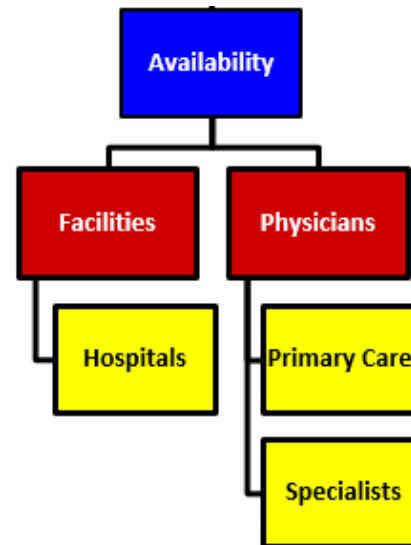 Availability
Facilities
Physicians
Hospitals
Primary Care
Specialists